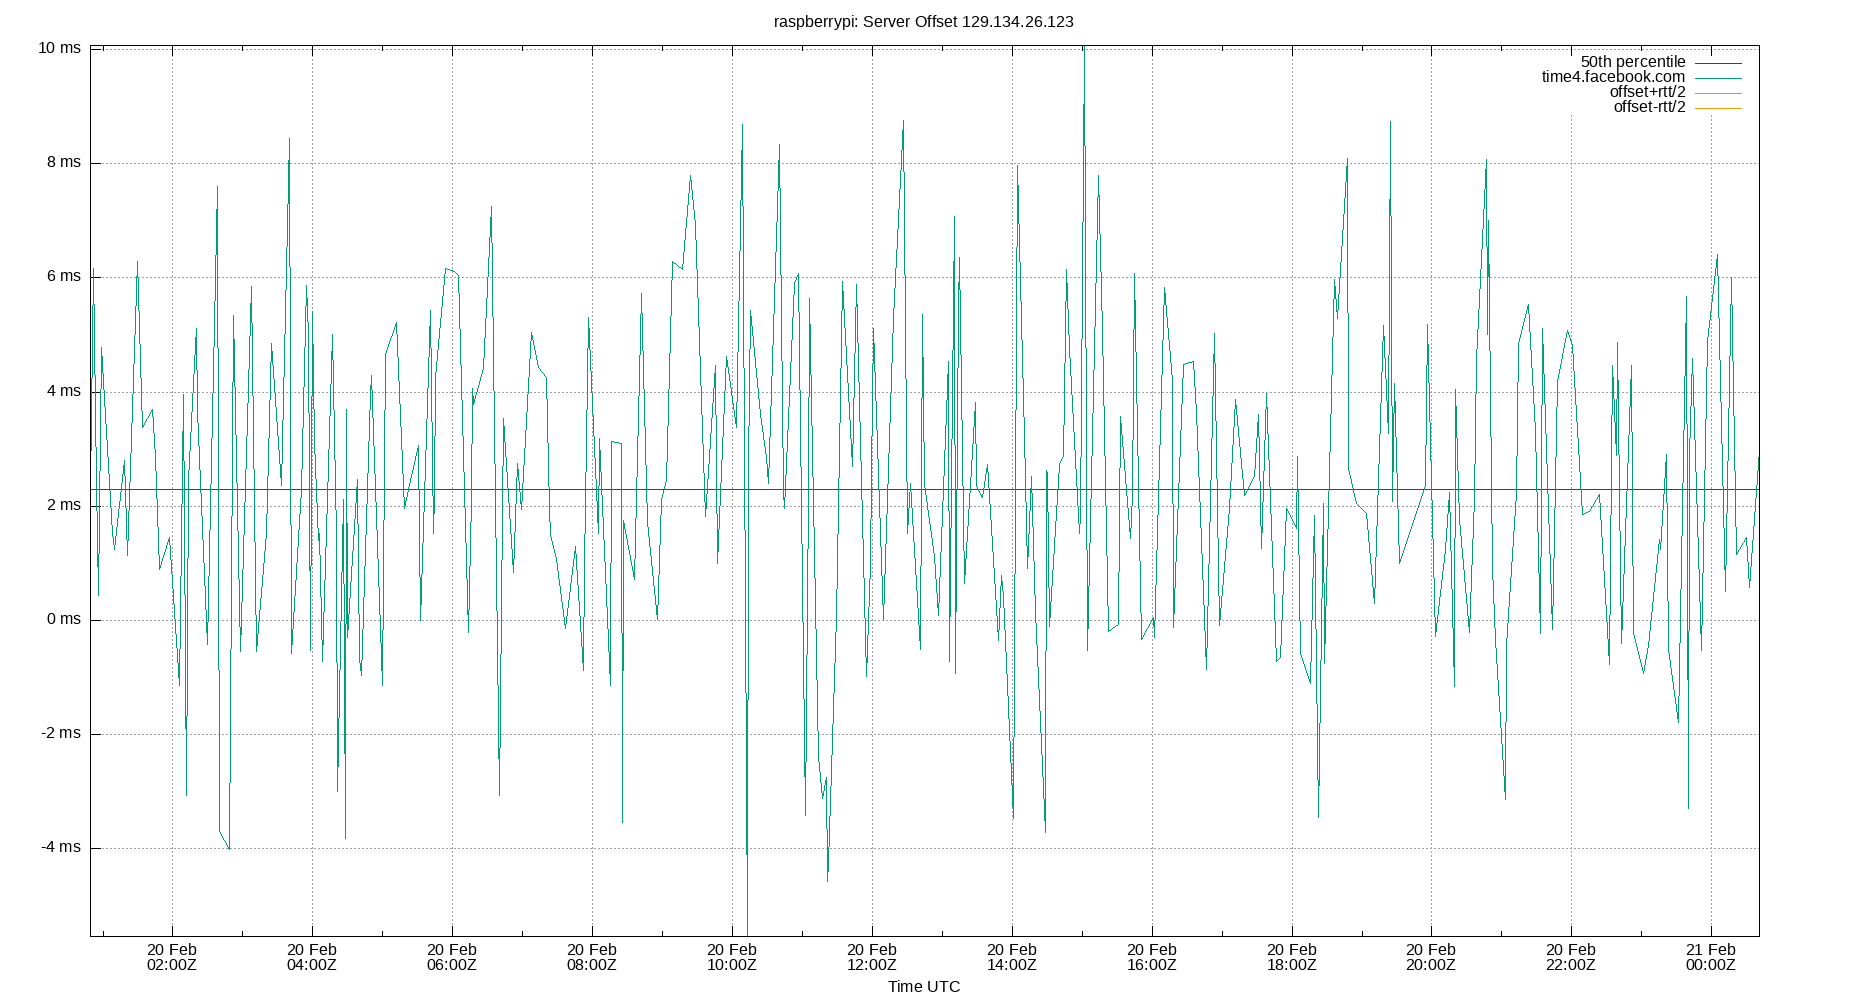 raspberrypi: Server Offset 129.134.26.123
10 ms
8 ms
6 ms
4 ms
2 ms
0 ms
-2 ms
-4 ms
50th percentile
time4.facebook.com
offset+rtt/2
offset-rtt/2
20 Feb 20 Feb 20 Feb 20 Feb 20 Feb 20 Feb 20 Feb 20 Feb 20 Feb 20 Feb 20 Feb 21 Feb
02:00Z 04:00Z 06:00Z 08:00Z 10:00Z 12:00Z 14:00Z 16:00Z 18:00Z 20:00Z 22:00Z 00:00Z
Time UTC